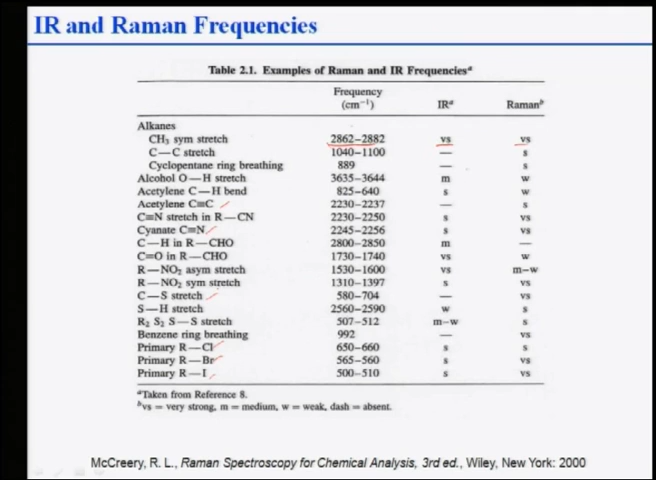 IR and Raman Frequencies
Table 2.1. Examples of Raman and IR Frequenciesᵃ
Frequency
(cm⁻¹) IRᵃ Ramanᵇ
Alkanes
CH₃ sym stretch 2862–2882 vs vs
C—C stretch 1040–1100 — s
Cyclopentane ring breathing 889 — s
Alcohol O—H stretch 3635–3644 m w
Acetylene C—H bend 825–640 s w
Acetylene C≡C 2230–2237 — s
C≡N stretch in R—CN 2230–2250 s vs
Cyanate C≡N 2245–2256 s vs
C—H in R—CHO 2800–2850 m —
C=O in R—CHO 1730–1740 vs w
R—NO₂ asym stretch 1530–1600 vs m–w
R—NO₂ sym stretch 1310–1397 s vs
C—S stretch 580–704 — vs
S—H stretch 2560–2590 w s
R₂ S₂ S—S stretch 507–512 m–w s
Benzene ring breathing 992 — vs
Primary R—Cl 650–660 s s
Primary R—Br 565–560 s vs
Primary R—I 500–510 s vs
ᵃTaken from Reference 8.
ᵇvs = very strong, m = medium, w = weak, dash = absent.
McCreery, R. L., Raman Spectroscopy for Chemical Analysis, 3rd ed., Wiley, New York: 2000